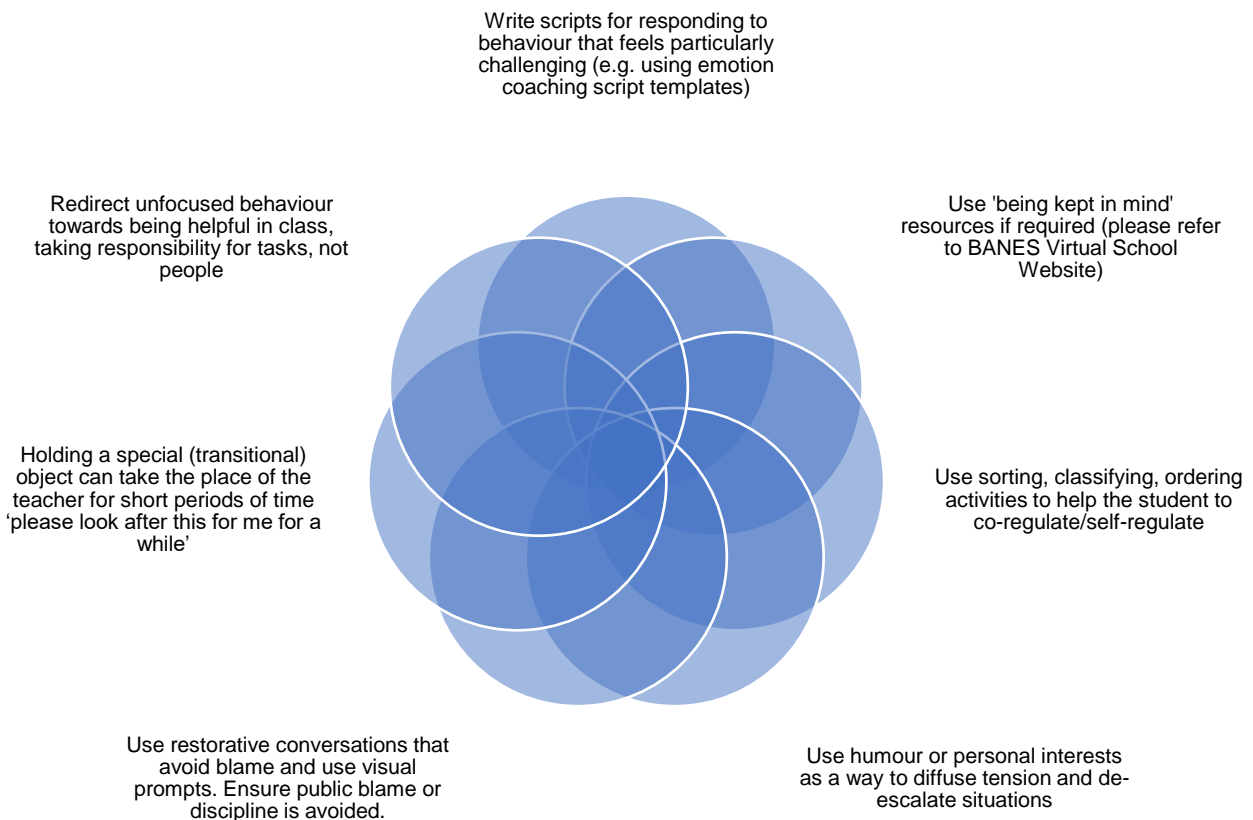 Write scripts for responding to
behaviour that feels particularly
challenging (e.g. using emotion
coaching script templates)
Redirect unfocused behaviour
towards being helpful in class,
taking responsibility for tasks, not
people
Use 'being kept in mind'
resources if required (please refer
to BANES Virtual School
Website)
Holding a special (transitional)
object can take the place of the
teacher for short periods of time
‘please look after this for me for a
while’
Use sorting, classifying, ordering
activities to help the student to
co-regulate/self-regulate
Use restorative conversations that
avoid blame and use visual
prompts. Ensure public blame or
discipline is avoided.
Use humour or personal interests
as a way to diffuse tension and de-
escalate situations